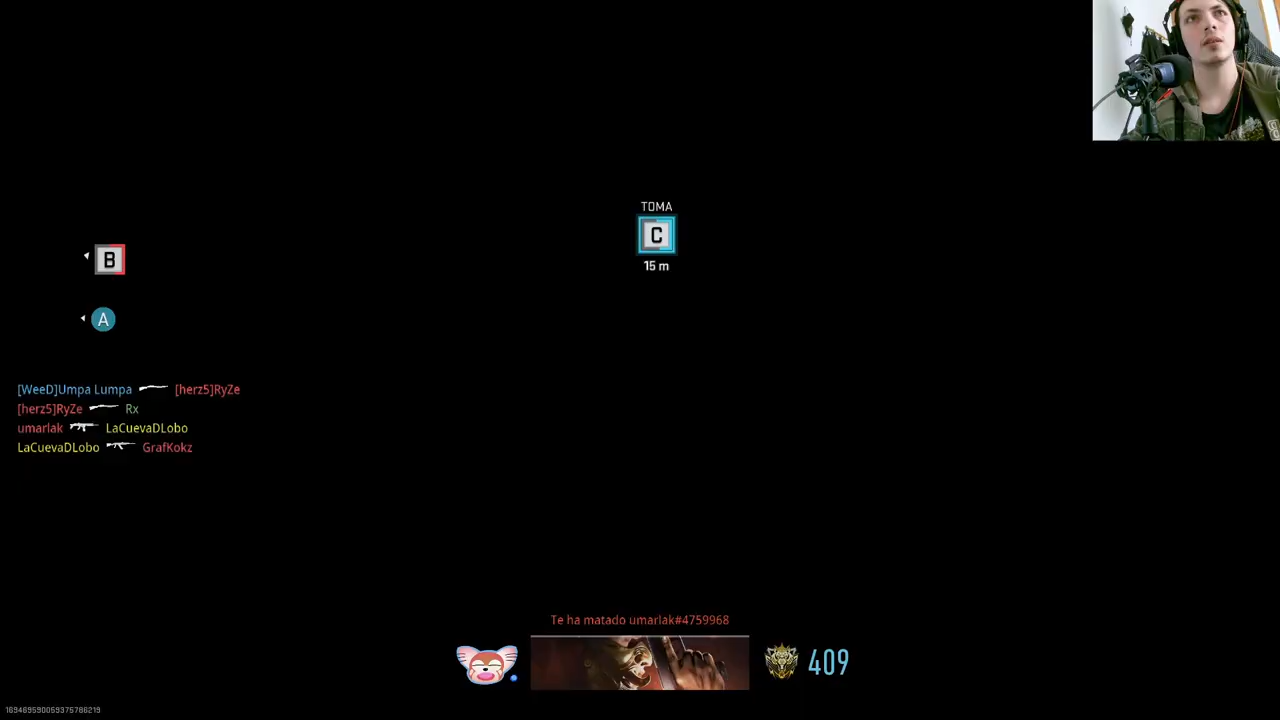 TOMA
C
15 m
B
A
[WeeD]Umpa Lumpa [herz5]RyZe
[herz5]RyZe Rx
umarlak LaCuevaDLobo
LaCuevaDLobo GrafKokz
Te ha matado umarlak#4759968
409